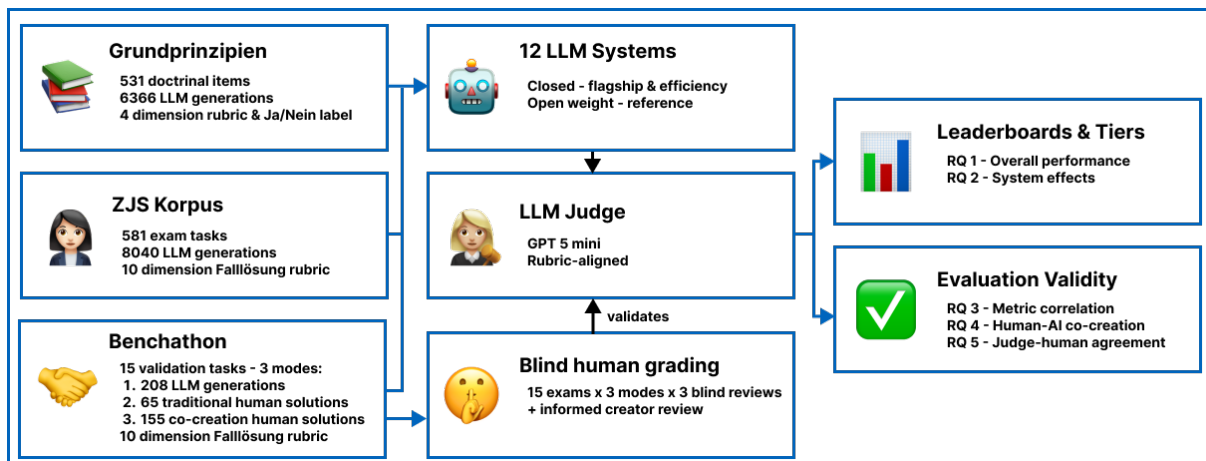 Grundprinzipien
531 doctrinal items
6366 LLM generations
4 dimension rubric & Ja/Nein label
ZJS Korpus
581 exam tasks
8040 LLM generations
10 dimension Falllösung rubric
Benchathon
15 validation tasks - 3 modes:
1. 208 LLM generations
2. 65 traditional human solutions
3. 155 co-creation human solutions
10 dimension Falllösung rubric
12 LLM Systems
Closed - flagship & efficiency
Open weight - reference
LLM Judge
GPT 5 mini
Rubric-aligned
validates
Blind human grading
15 exams x 3 modes x 3 blind reviews
+ informed creator review
Leaderboards & Tiers
RQ 1 - Overall performance
RQ 2 - System effects
Evaluation Validity
RQ 3 - Metric correlation
RQ 4 - Human-AI co-creation
RQ 5 - Judge-human agreement